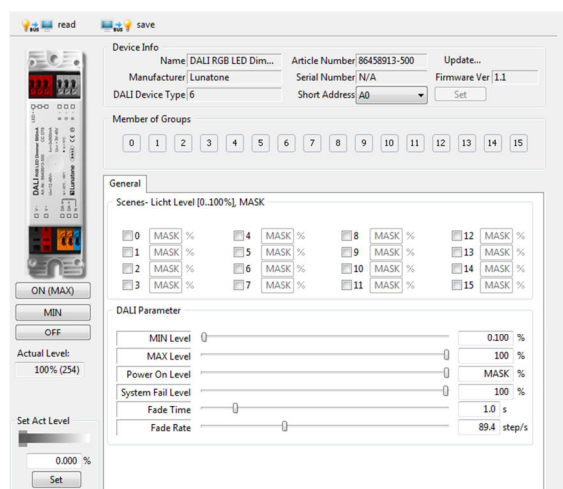 read save
Device Info
Name DALI RGB LED Dim... Article Number 86458913-500 Update...
Manufacturer Lunatone Serial Number N/A Firmware Ver 1.1
DALI Device Type 6 Short Address A0 Set
Member of Groups
0 1 2 3 4 5 6 7 8 9 10 11 12 13 14 15
General
Scenes- Licht Level [0..100%], MASK
0 MASK % 4 MASK % 8 MASK % 12 MASK %
1 MASK % 5 MASK % 9 MASK % 13 MASK %
2 MASK % 6 MASK % 10 MASK % 14 MASK %
3 MASK % 7 MASK % 11 MASK % 15 MASK %
DALI Parameter
MIN Level 0.100 %
MAX Level 100 %
Power On Level MASK %
System Fail Level 100 %
Fade Time 1.0 s
Fade Rate 89.4 step/s
ON (MAX)
MIN
OFF
Actual Level:
100% (254)
Set Act Level
0.000 %
Set
DALI
Lunatone